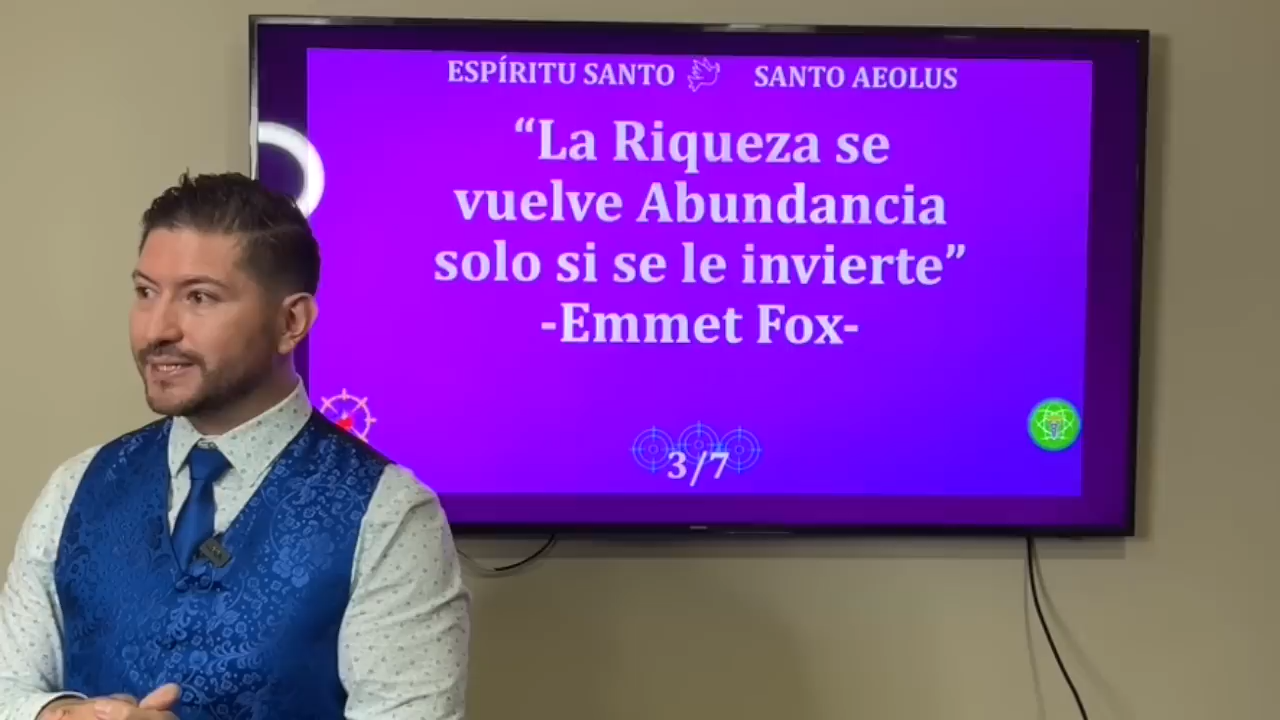 ESPÍRITU SANTO SANTO AEOLUS
“La Riqueza se
vuelve Abundancia
solo si se le invierte”
-Emmet Fox-
3/7